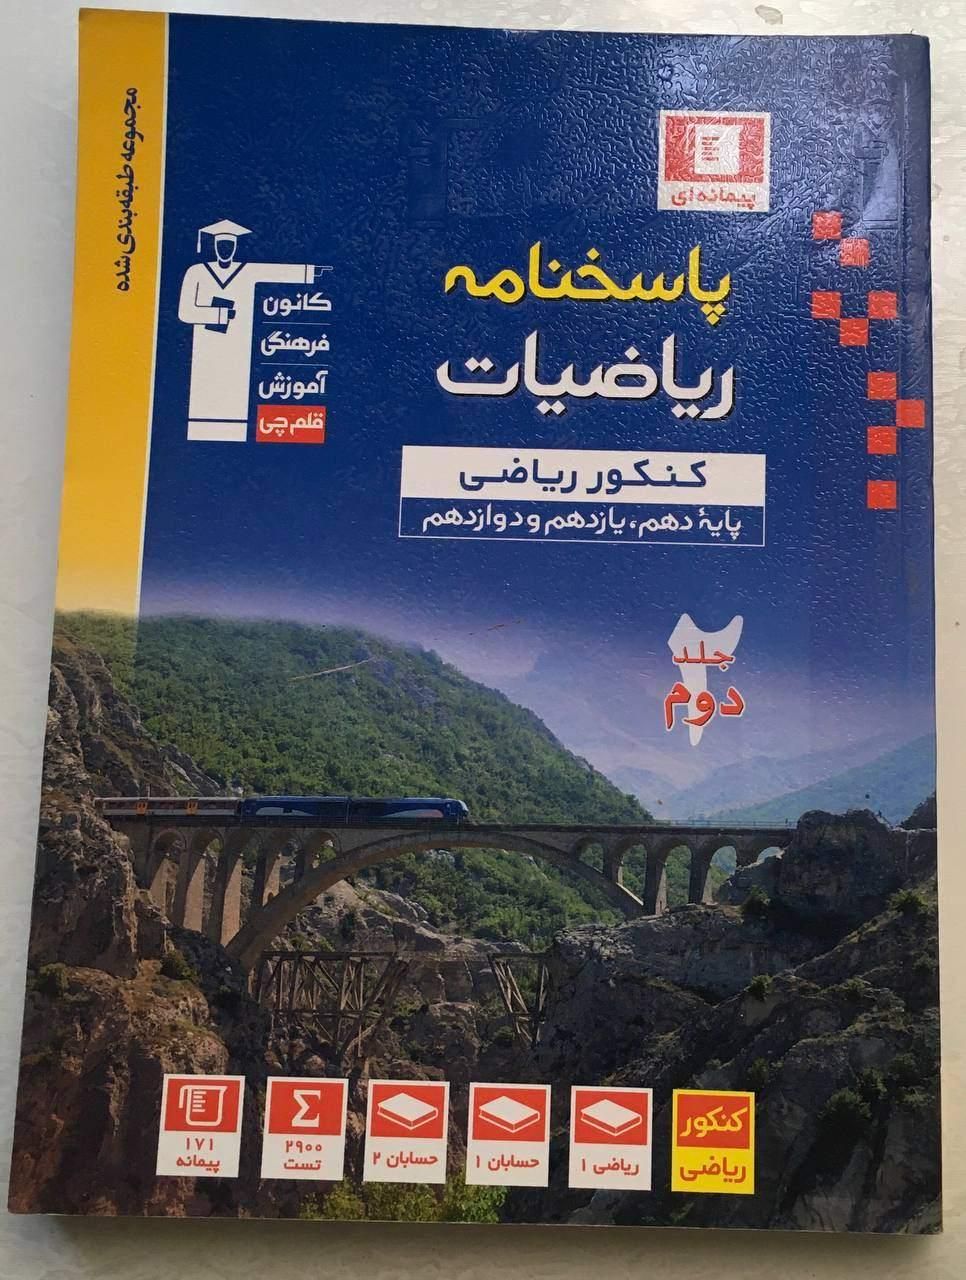 مجموعه طبقه‌بندی شده
پیمانه‌ای
پاسخنامه
ریاضیات
کانون
فرهنگی
آموزش
قلم‌چی
کنکور ریاضی
پایهٔ دهم، یازدهم و دوازدهم
۲
جلد
دوم
کنکور
ریاضی
ریاضی ۱
حسابان ۱
حسابان ۲
Σ
۲۹۰۰
تست
۱۷۱
پیمانه